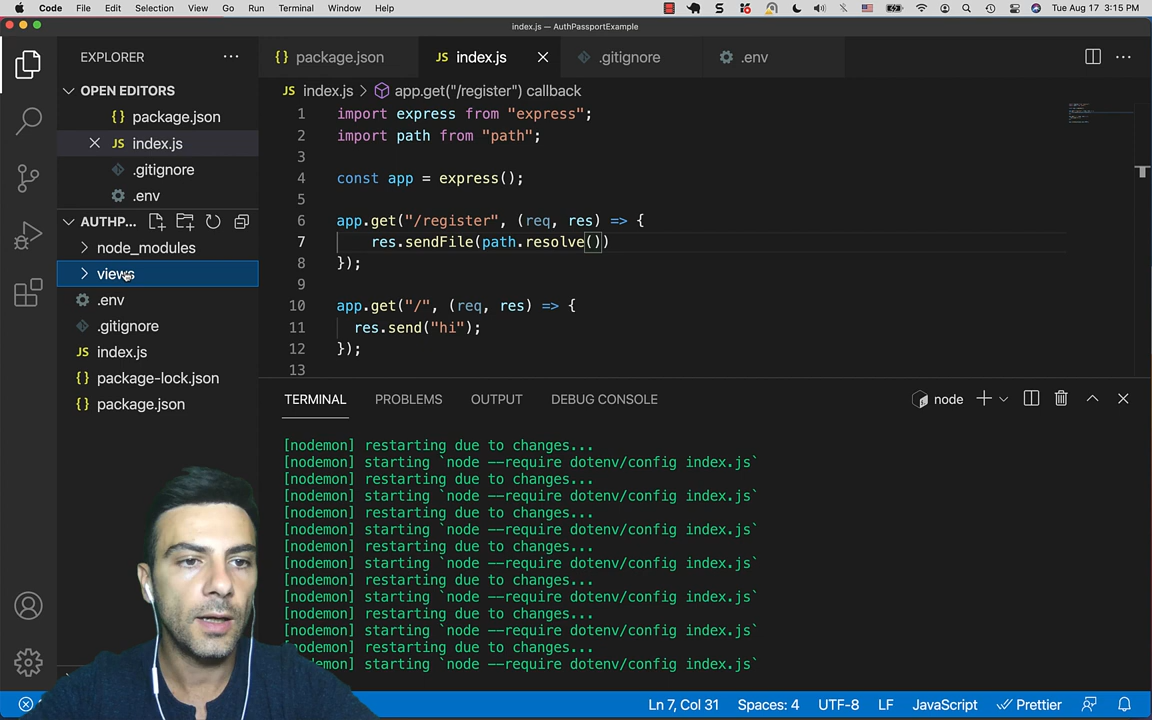 Code File Edit Selection View Go Run Terminal Window Help Tue Aug 17 3:15 PM
index.js — AuthPassportExample
EXPLORER
{} package.json JS index.js .gitignore .env
OPEN EDITORS
{} package.json
JS index.js
.gitignore
.env
AUTHP...
node_modules
views
.env
.gitignore
JS index.js
{} package-lock.json
{} package.json
JS index.js > app.get("/register") callback
1 import express from "express";
2 import path from "path";
3
4 const app = express();
5
6 app.get("/register", (req, res) => {
7 res.sendFile(path.resolve())
8 });
9
10 app.get("/", (req, res) => {
11 res.send("hi");
12 });
13
TERMINAL PROBLEMS OUTPUT DEBUG CONSOLE node
[nodemon] restarting due to changes...
[nodemon] starting `node --require dotenv/config index.js`
[nodemon] restarting due to changes...
[nodemon] starting `node --require dotenv/config index.js`
[nodemon] restarting due to changes...
[nodemon] starting `node --require dotenv/config index.js`
[nodemon] restarting due to changes...
[nodemon] starting `node --require dotenv/config index.js`
[nodemon] restarting due to changes...
[nodemon] starting `node --require dotenv/config index.js`
[nodemon] restarting due to changes...
[nodemon] starting `node --require dotenv/config index.js`
[nodemon] restarting due to changes...
[nodemon] starting `node --require dotenv/config index.js`
Ln 7, Col 31 Spaces: 4 UTF-8 LF JavaScript Prettier